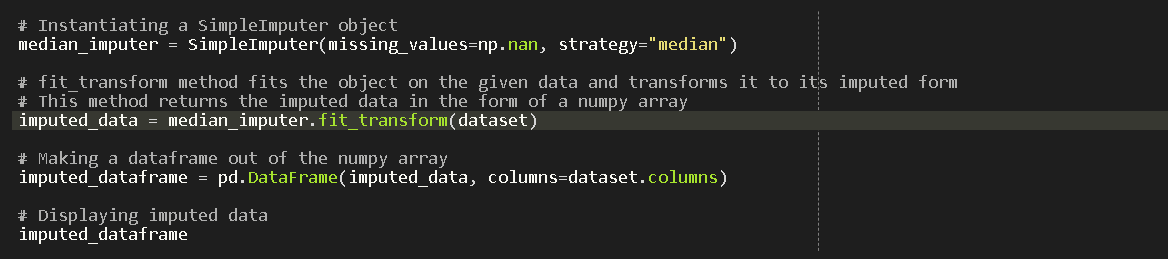 # Instantiating a SimpleImputer object
median_imputer = SimpleImputer(missing_values=np.nan, strategy="median")
# fit_transform method fits the object on the given data and transforms it to its imputed form
# This method returns the imputed data in the form of a numpy array
imputed_data = median_imputer.fit_transform(dataset)
# Making a dataframe out of the numpy array
imputed_dataframe = pd.DataFrame(imputed_data, columns=dataset.columns)
# Displaying imputed data
imputed_dataframe